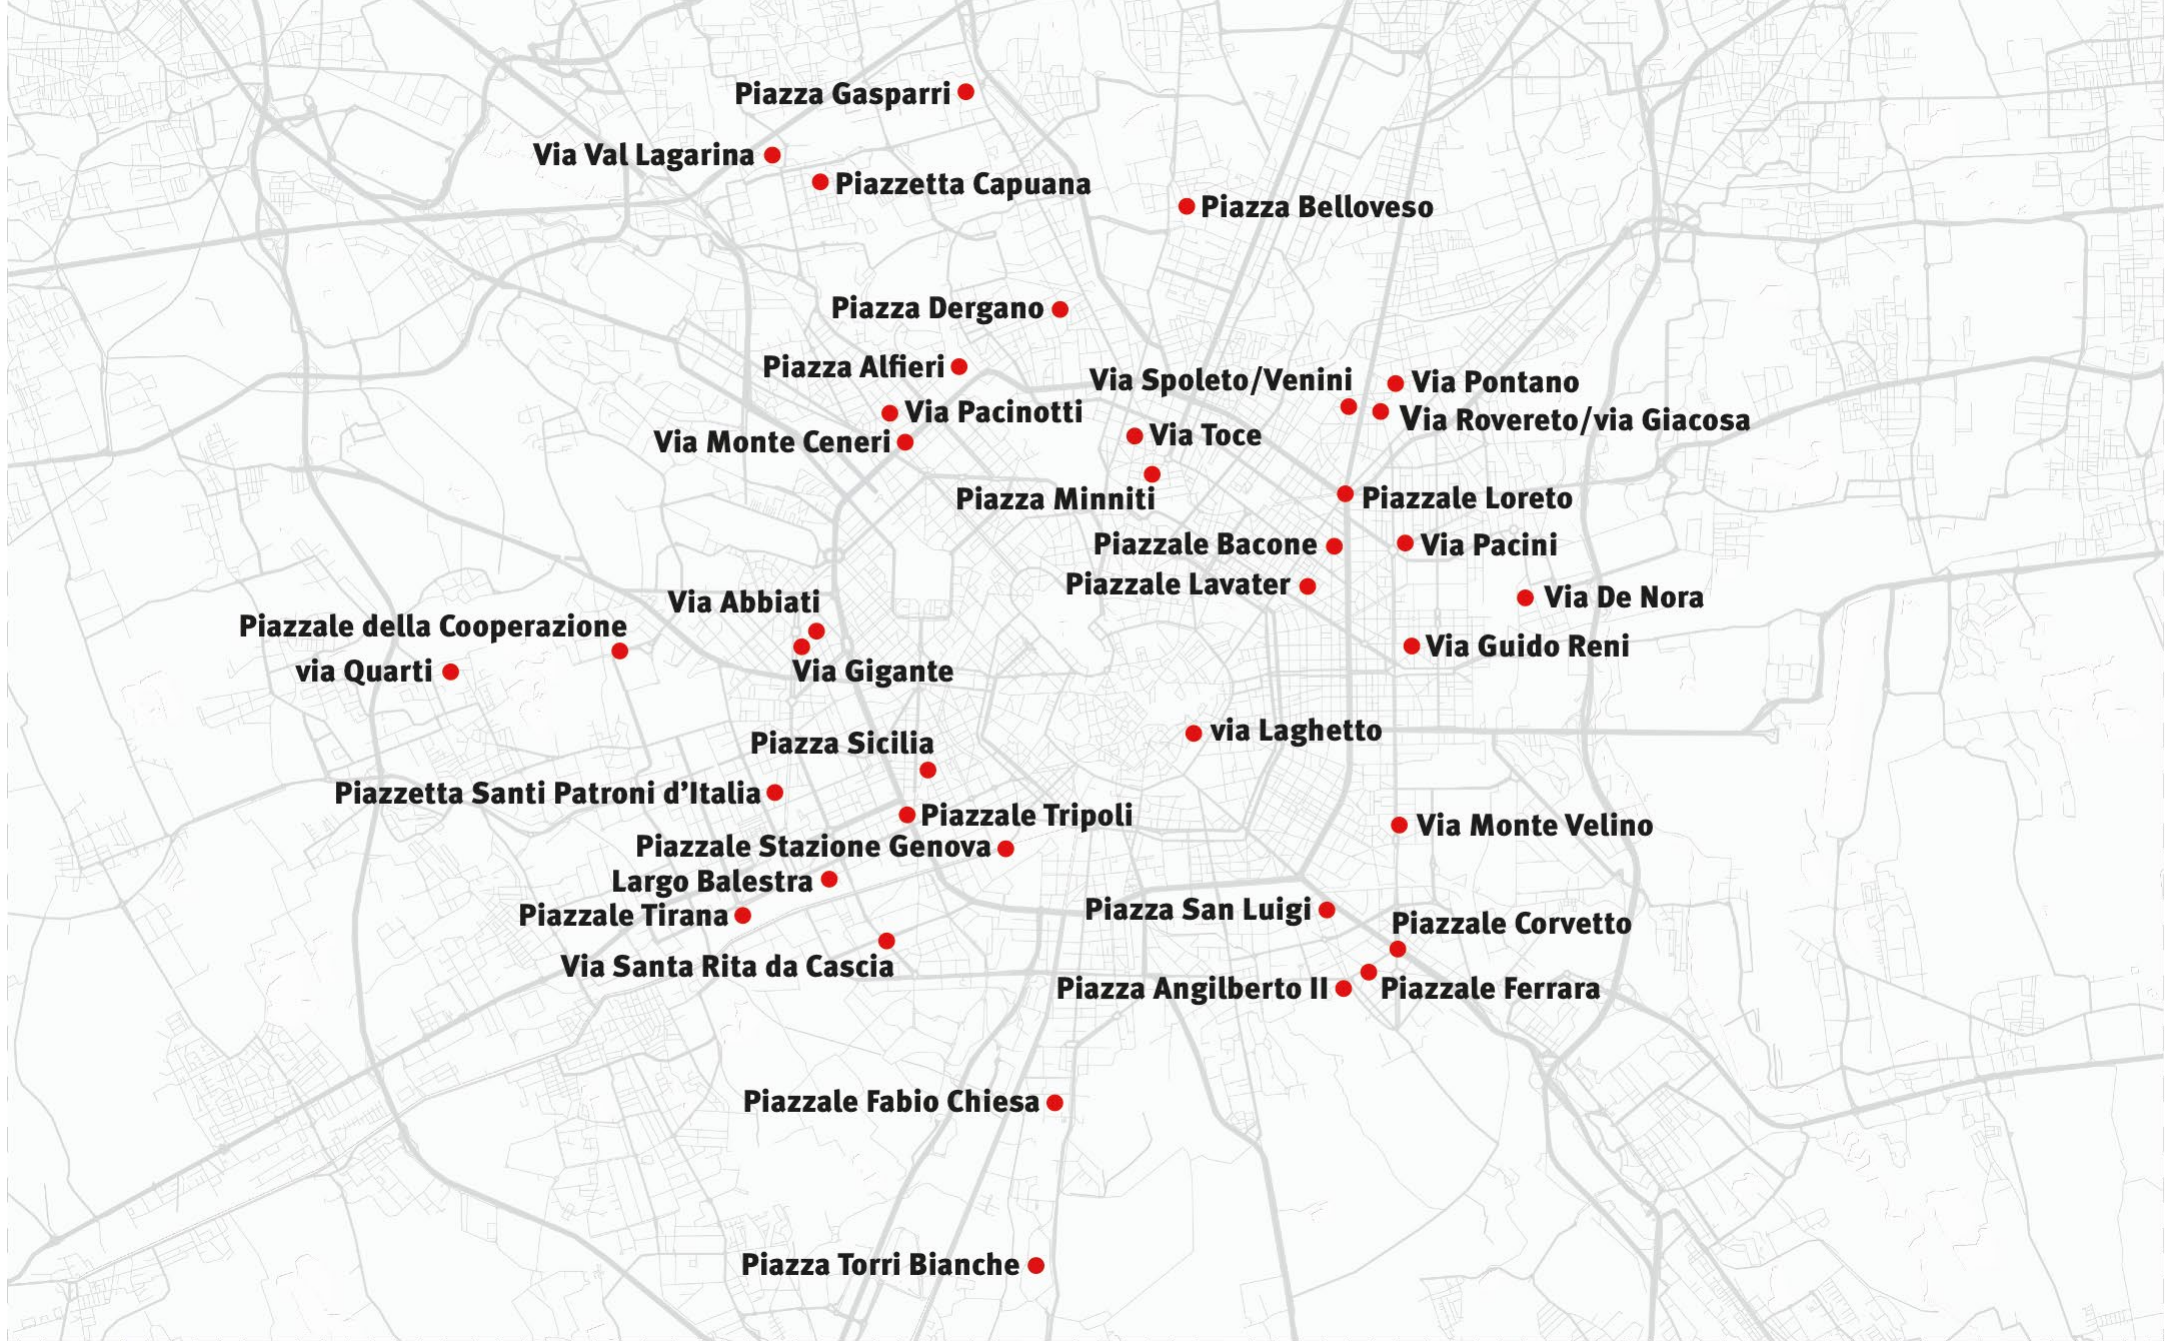 Piazza Gasparri
Via Val Lagarina
Piazzetta Capuana
Piazza Belloveso
Piazza Dergano
Piazza Alfieri
Via Spoleto/Venini
Via Pontano
Via Pacinotti
Via Rovereto/via Giacosa
Via Monte Ceneri
Via Toce
Piazza Minniti
Piazzale Loreto
Piazzale Bacone
Via Pacini
Piazzale Lavater
Via De Nora
Via Abbiati
Piazzale della Cooperazione
Via Guido Reni
via Quarti
Via Gigante
via Laghetto
Piazza Sicilia
Piazzetta Santi Patroni d'Italia
Piazzale Tripoli
Via Monte Velino
Piazzale Stazione Genova
Largo Balestra
Piazza San Luigi
Piazzale Tirana
Piazzale Corvetto
Via Santa Rita da Cascia
Piazza Angilberto II
Piazzale Ferrara
Piazzale Fabio Chiesa
Piazza Torri Bianche